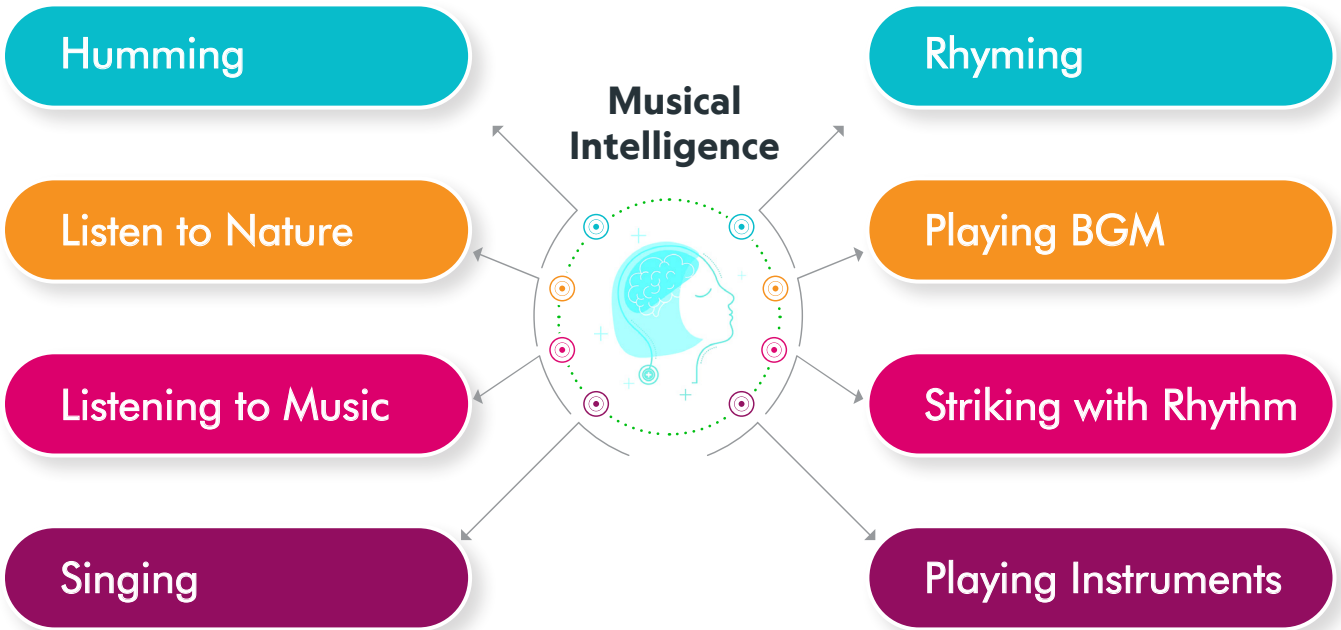 Musical
Intelligence
Humming
Listen to Nature
Listening to Music
Singing
Rhyming
Playing BGM
Striking with Rhythm
Playing Instruments